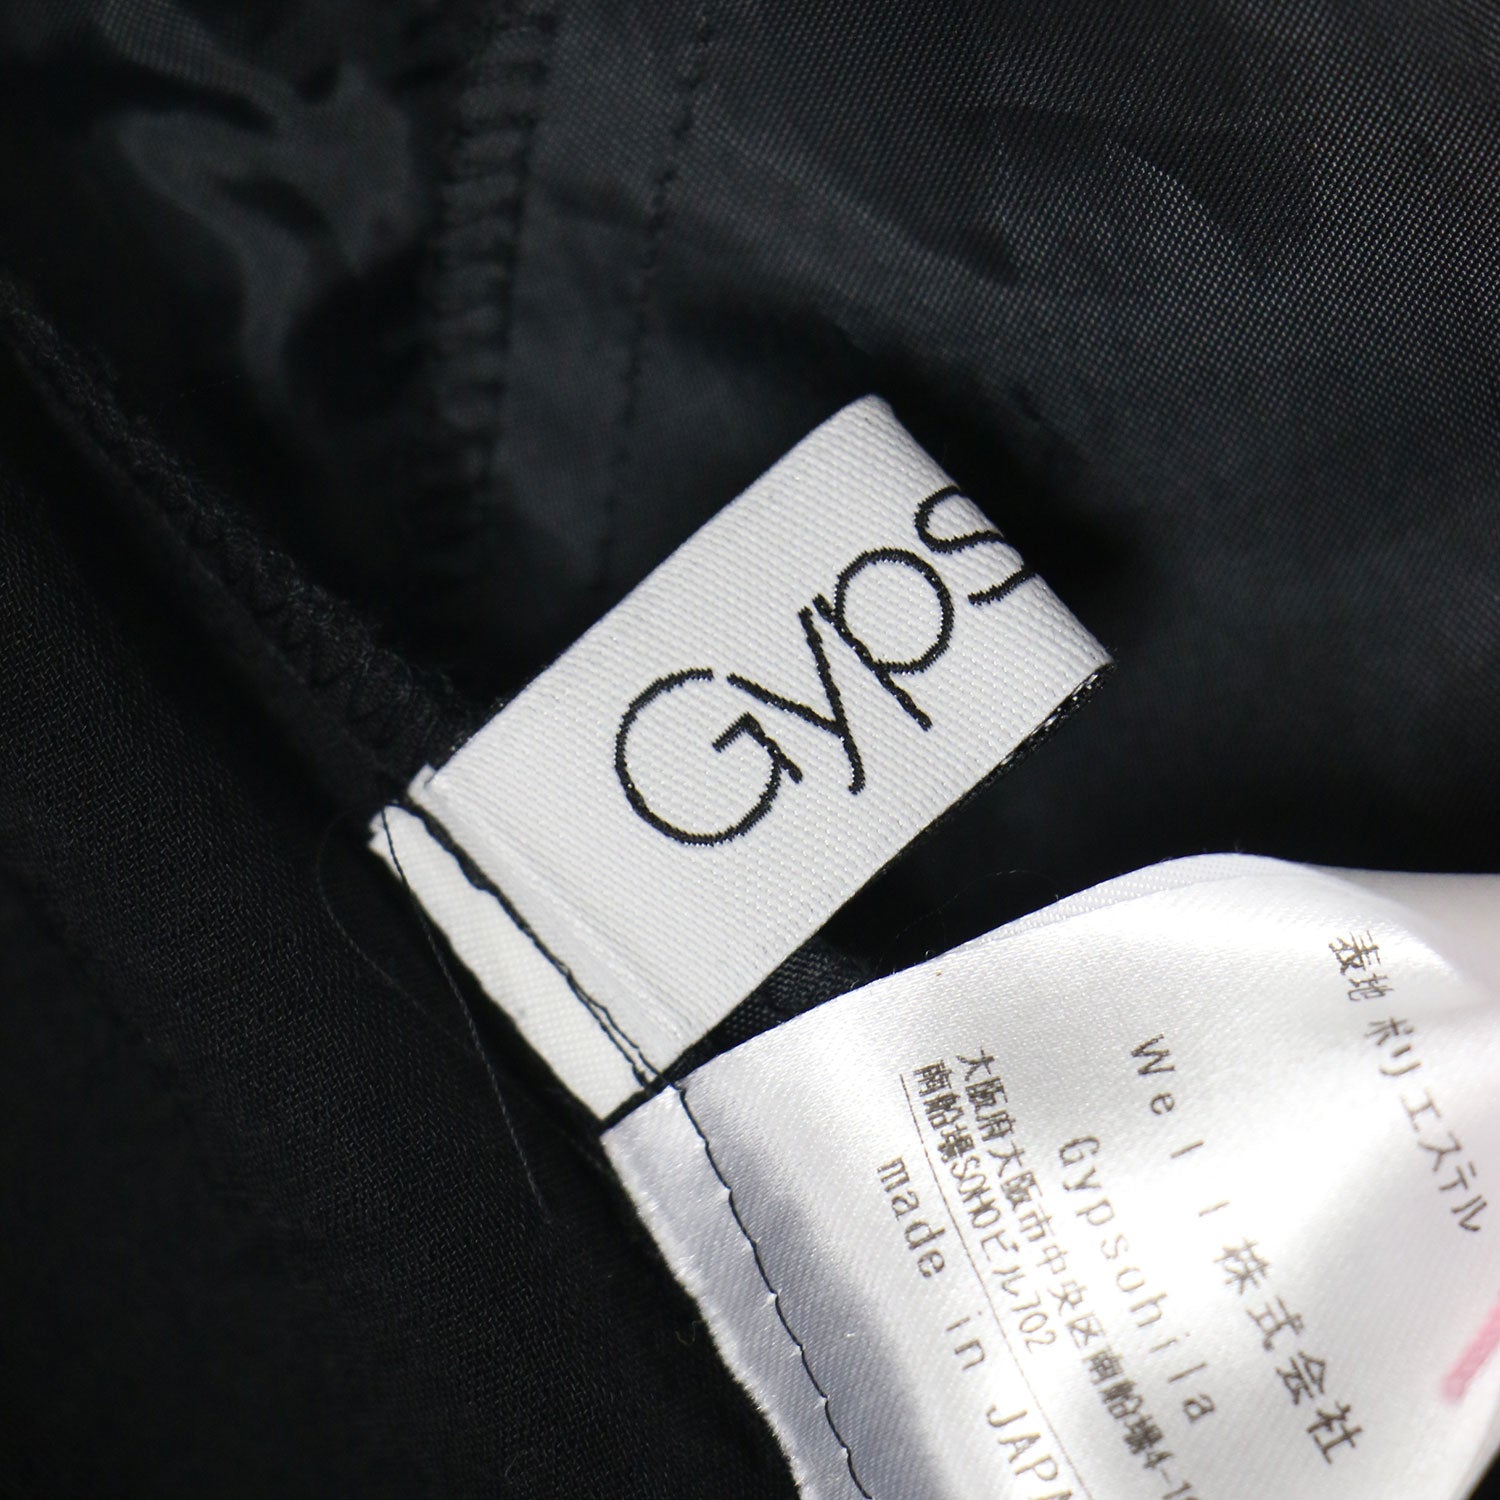 Gyps
表地 ポリエステル
Well株式会社
Gypsohila
大阪府大阪市中央区南船場4-1
南船場SOHOビル702
made in JAPA